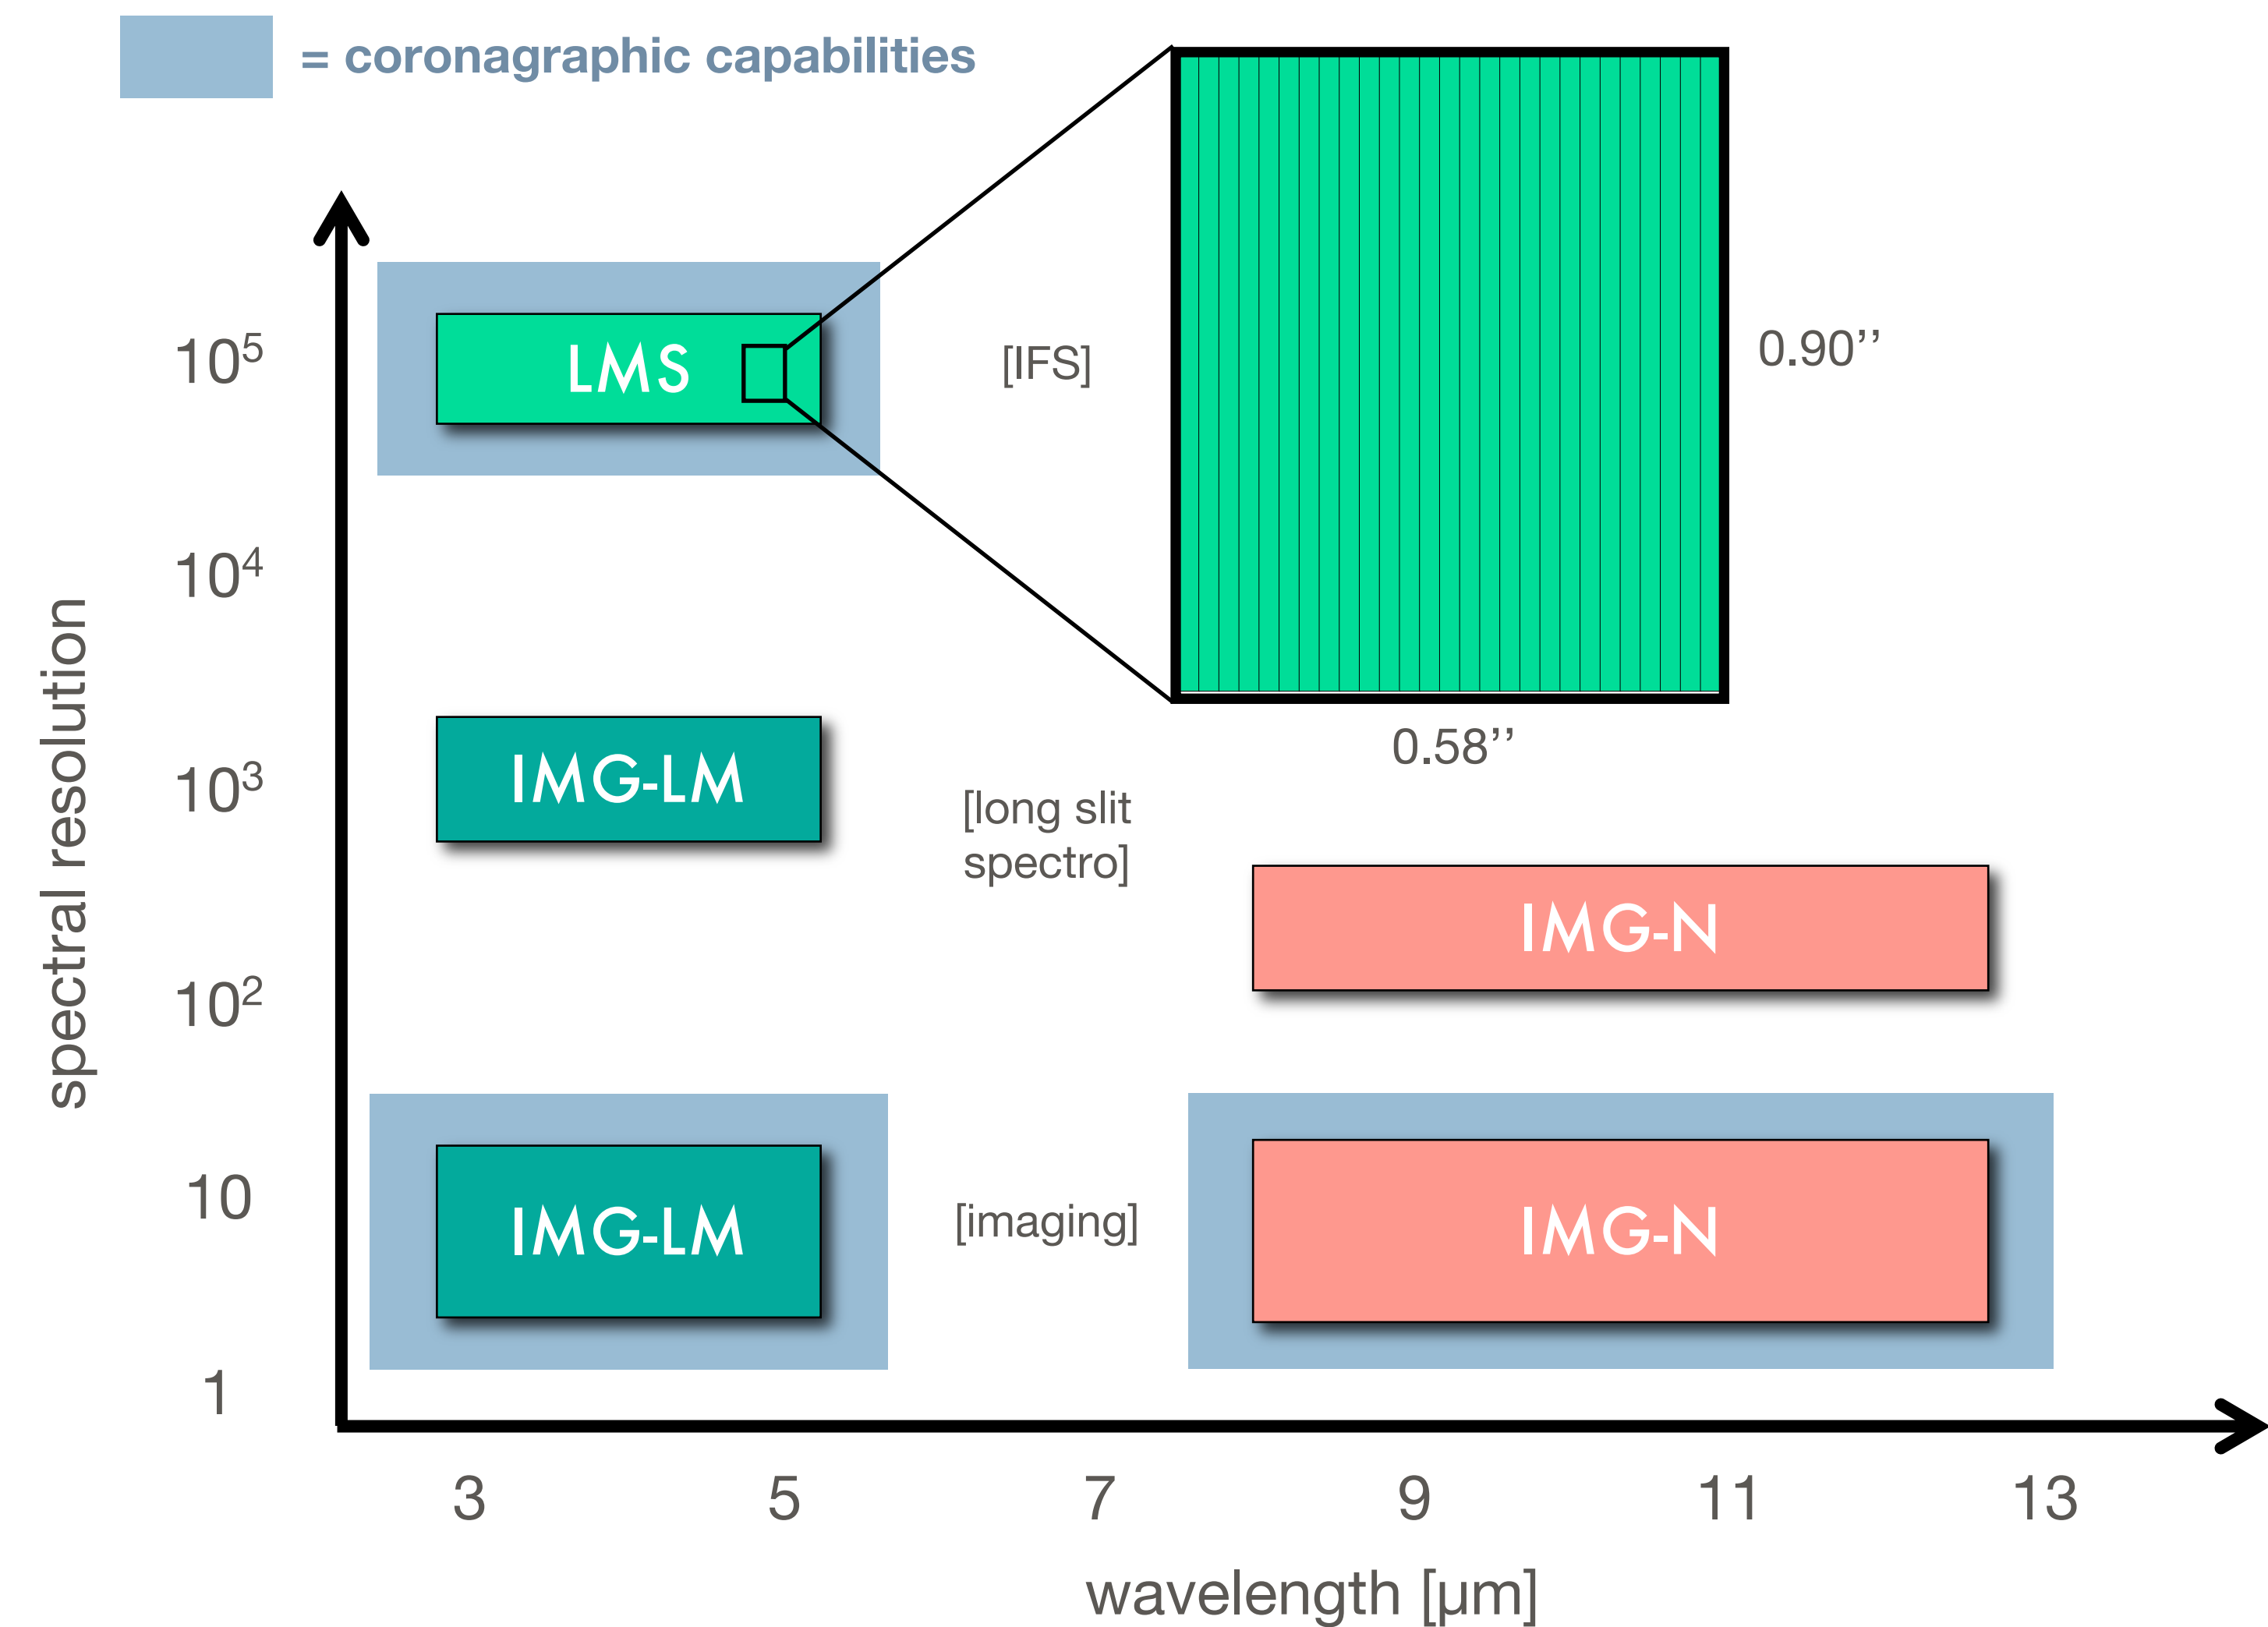 = coronagraphic capabilities
10⁵
LMS
[IFS]
0.90’’
10⁴
0.58’’
10³
IMG-LM
[long slit
spectro]
IMG-N
10²
10
IMG-LM
[imaging]
IMG-N
1
spectral resolution
3 5 7 9 11 13
wavelength [µm]